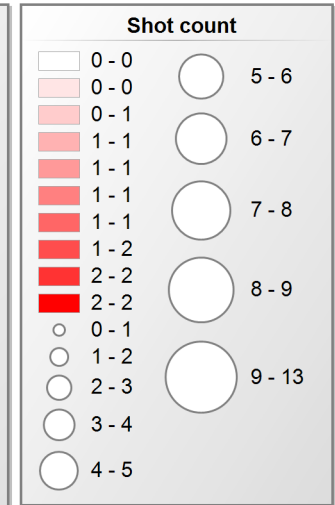 Shot count
0 - 0
0 - 0
0 - 1
1 - 1
1 - 1
1 - 1
1 - 1
1 - 2
2 - 2
2 - 2
0 - 1
1 - 2
2 - 3
3 - 4
4 - 5
5 - 6
6 - 7
7 - 8
8 - 9
9 - 13